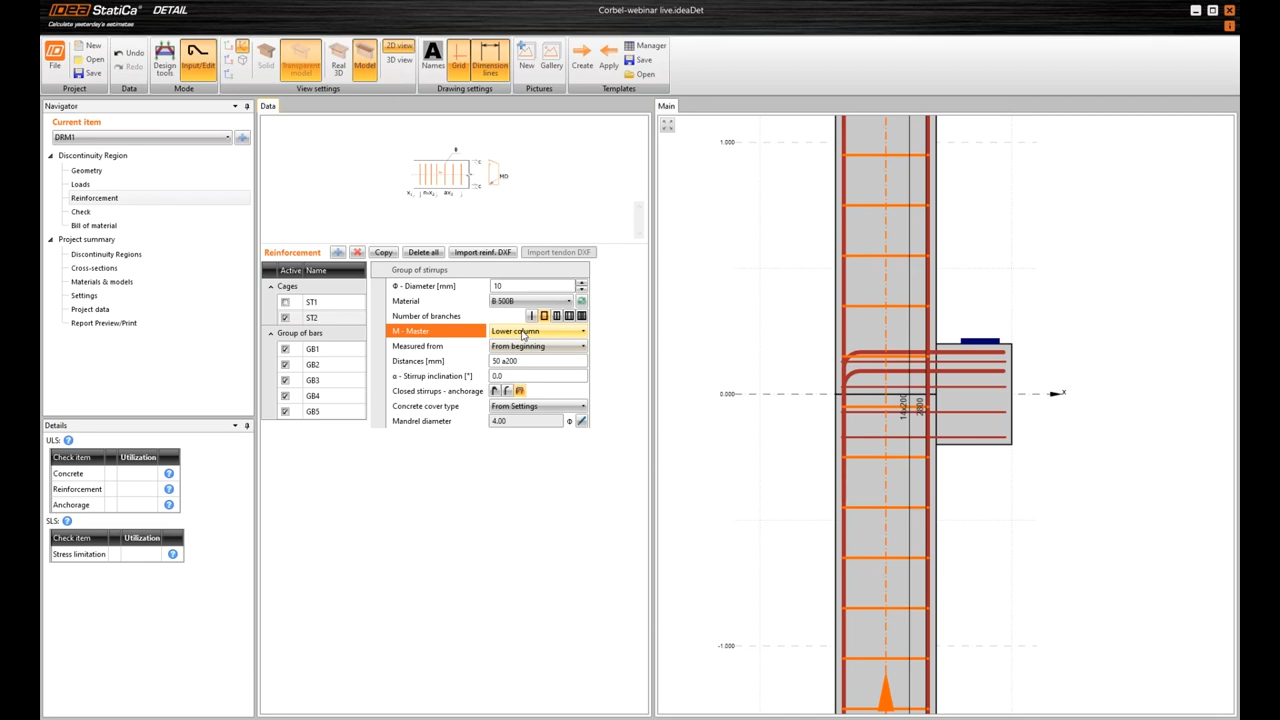 IDEA StatiCa® DETAIL
Calculate yesterday's estimates
Corbel-webinar live.ideaDet
File
New
Open
Save
Project
Undo
Redo
Data
Design tools
Input/Edit
Mode
Solid
Transparent model
Real 3D
Model
2D view
3D view
View settings
Names
Grid
Dimension lines
Drawing settings
New
Gallery
Pictures
Create
Apply
Manager
Save
Open
Templates
Navigator
Current item
DRM1
Discontinuity Region
Geometry
Loads
Reinforcement
Check
Bill of material
Project summary
Discontinuity Regions
Cross-sections
Materials & models
Settings
Project data
Report Preview/Print
Details
ULS:
Check item Utilization
Concrete
Reinforcement
Anchorage
SLS:
Check item Utilization
Stress limitation
Data
MD
Reinforcement Copy Delete all Import reinf. DXF Import tendon DXF
Active Name
Cages
ST1
ST2
Group of bars
GB1
GB2
GB3
GB4
GB5
Group of stirrups
Φ - Diameter [mm] 10
Material B 500B
Number of branches
M - Master Lower column
Measured from From beginning
Distances [mm] 50 a200
α - Stirrup inclination [°] 0.0
Closed stirrups - anchorage
Concrete cover type From Settings
Mandrel diameter 4.00 Φ
Main
1.000
0.000
-1.000
x
14x200
2800